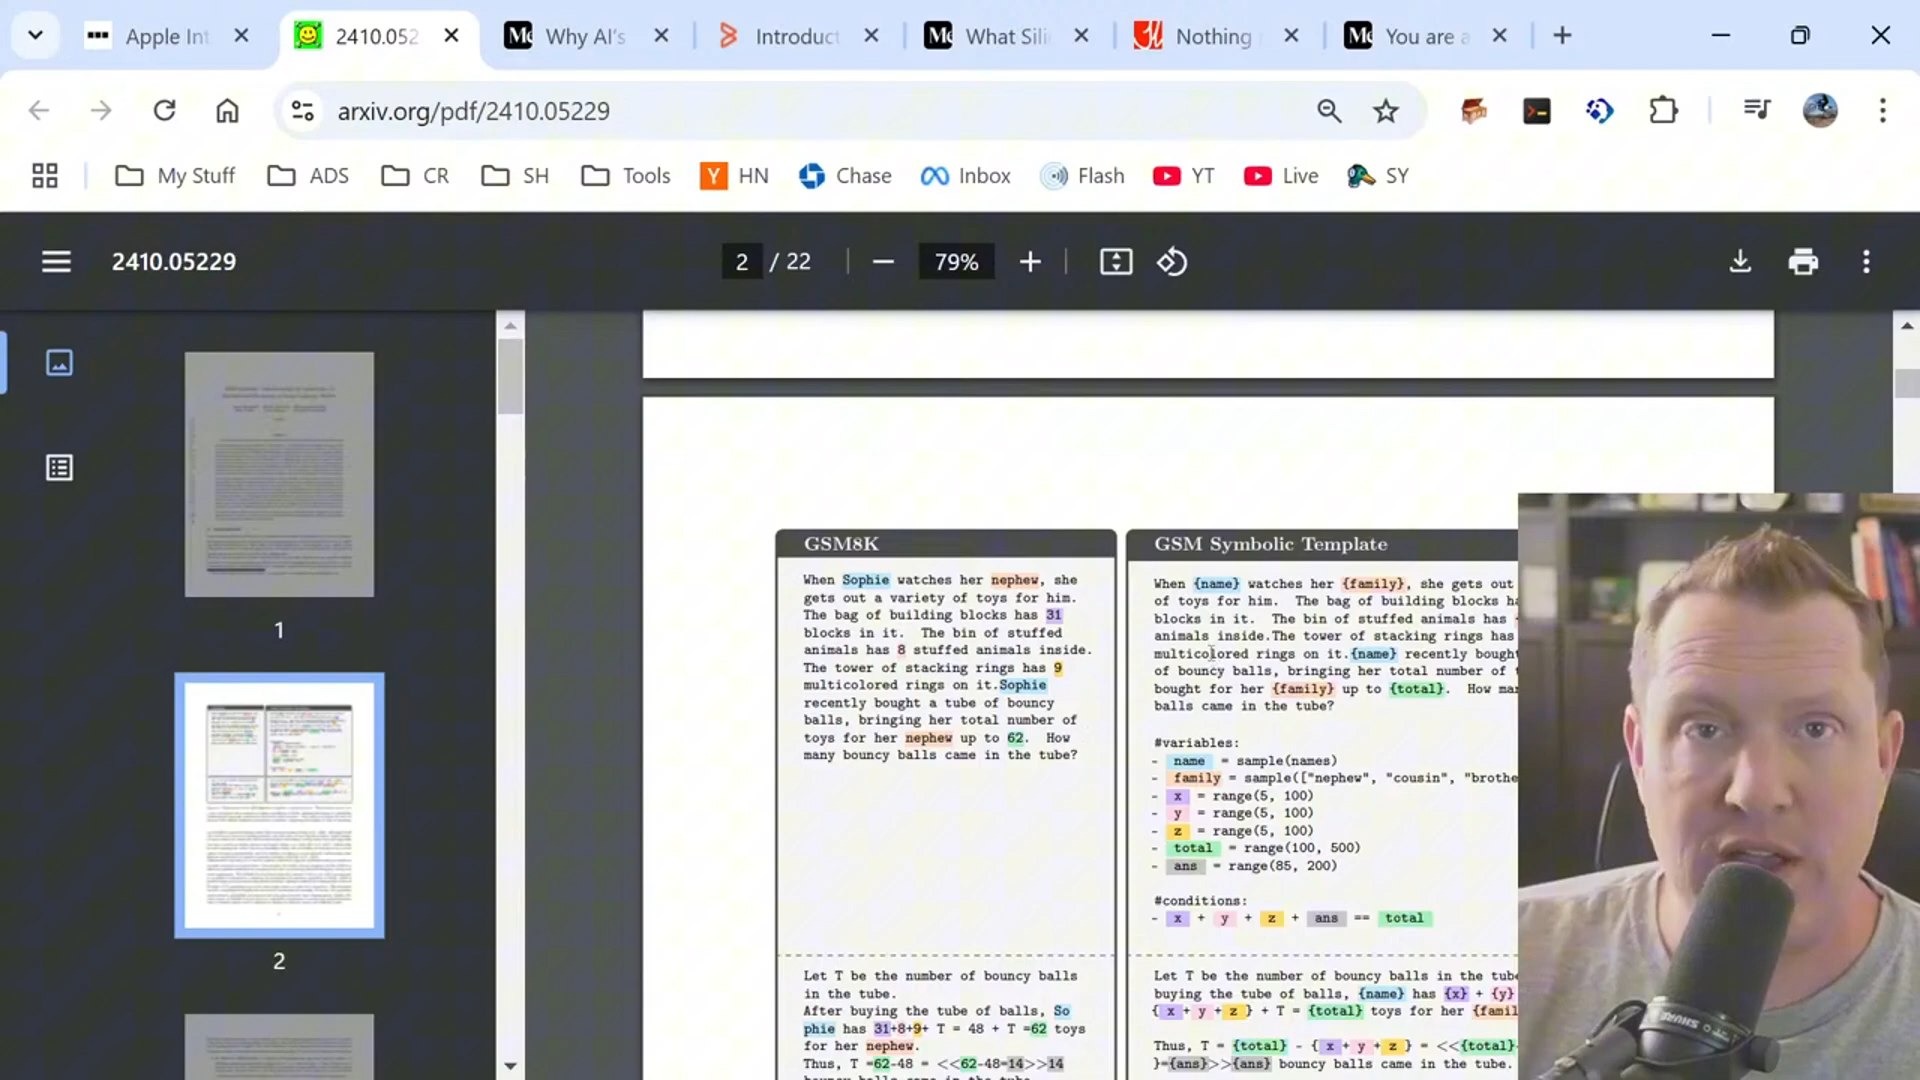 Apple Int
2410.052
Why AI's
Introduct
What Sili
Nothing
You are a
arxiv.org/pdf/2410.05229
My Stuff
ADS
CR
SH
Tools
HN
Chase
Inbox
Flash
YT
Live
SY
2410.05229
2 / 22
79%
1
2
GSM8K
When Sophie watches her nephew, she
gets out a variety of toys for him.
The bag of building blocks has 31
blocks in it. The bin of stuffed
animals has 8 stuffed animals inside.
The tower of stacking rings has 9
multicolored rings on it.Sophie
recently bought a tube of bouncy
balls, bringing her total number of
toys for her nephew up to 62. How
many bouncy balls came in the tube?
Let T be the number of bouncy balls
in the tube.
After buying the tube of balls, So
phie has 31+8+9+ T = 48 + T =62 toys
for her nephew.
Thus, T =62-48 = <<62-48=14>>14
bouncy balls came in the tube.
GSM Symbolic Template
When {name} watches her {family}, she gets out
of toys for him. The bag of building blocks ha
blocks in it. The bin of stuffed animals has
animals inside.The tower of stacking rings has
multicolored rings on it.{name} recently bought
of bouncy balls, bringing her total number of t
bought for her {family} up to {total}. How man
balls came in the tube?
#variables:
- name = sample(names)
- family = sample(["nephew", "cousin", "brothe
- x = range(5, 100)
- y = range(5, 100)
- z = range(5, 100)
- total = range(100, 500)
- ans = range(85, 200)
#conditions:
- x + y + z + ans == total
Let T be the number of bouncy balls in the tube
buying the tube of balls, {name} has {x} + {y}
{ x + y + z } + T = {total} toys for her {famil
Thus, T = {total} - { x + y + z } = <<{total}-
}={ans}>>{ans} bouncy balls came in the tube.